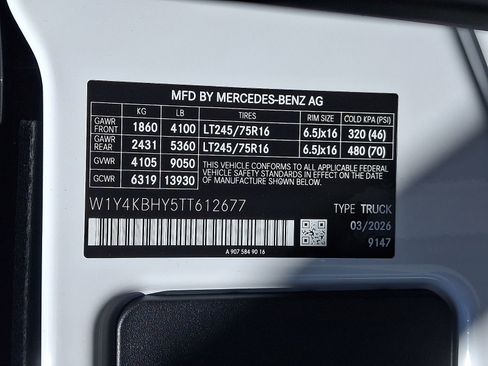 MFD BY MERCEDES-BENZ AG
KG LB TIRES RIM SIZE COLD KPA (PSI)
GAWR FRONT 1860 4100 LT245/75R16 6.5Jx16 320 (46)
GAWR REAR 2431 5360 LT245/75R16 6.5Jx16 480 (70)
GVWR 4105 9050 THIS VEHICLE CONFORMS TO ALL APPLICABLE FEDERAL
GCWR 6319 13930 MOTOR VEHICLE SAFETY STANDARDS IN EFFECT ON THE DATE OF MANUFACTURE SHOWN ABOVE.
W1Y4KBHY5TT612677 TYPE TRUCK
03/2026
9147
A 907 584 90 16